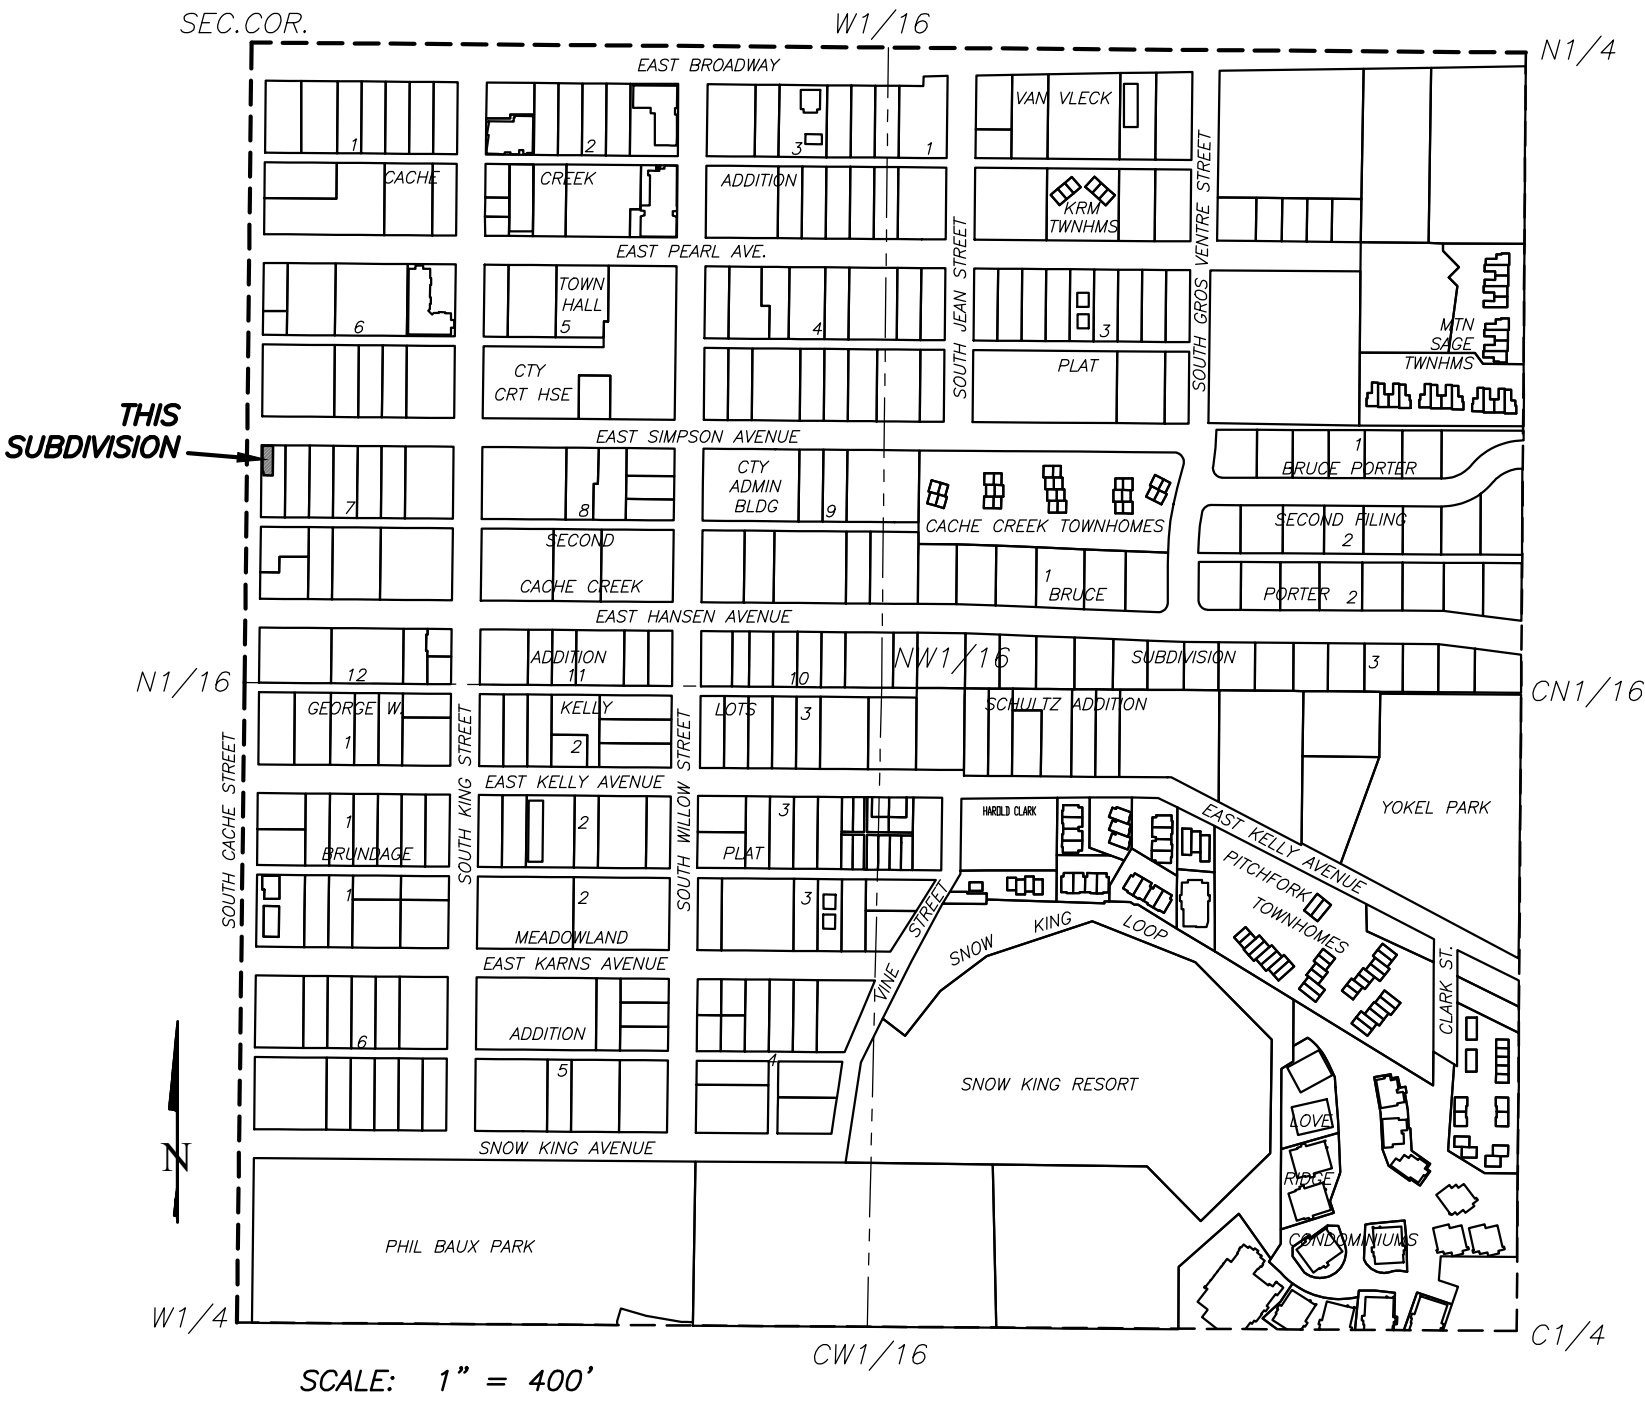 SEC.COR.
W1/16
N1/4
EAST BROADWAY
VAN VLECK
1
2
3
1
CACHE
CREEK
ADDITION
KRM
TWNHMS
SOUTH GROS VENTRE STREET
EAST PEARL AVE.
SOUTH JEAN STREET
TOWN
HALL
6
5
4
3
MTN
SAGE
TWNHMS
CTY
CRT HSE
PLAT
THIS
SUBDIVISION
EAST SIMPSON AVENUE
1
BRUCE PORTER
CTY
ADMIN
BLDG
7
8
9
CACHE CREEK TOWNHOMES
SECOND FILING
2
SECOND
CACHE CREEK
1
BRUCE
PORTER 2
EAST HANSEN AVENUE
ADDITION
NW1/16
SUBDIVISION
3
12
11
10
N1/16
CN1/16
GEORGE W.
KELLY
LOTS
3
SCHULTZ ADDITION
1
2
SOUTH CACHE STREET
SOUTH KING STREET
SOUTH WILLOW STREET
EAST KELLY AVENUE
1
2
3
HAROLD CLARK
EAST KELLY AVENUE
YOKEL PARK
BRUNDAGE
PLAT
PITCHFORK
TOWNHOMES
1
2
3
VINE STREET
SNOW KING LOOP
MEADOWLAND
EAST KARNS AVENUE
CLARK ST.
ADDITION
6
5
4
SNOW KING RESORT
LOVE
RIDGE
CONDOMINIUMS
N
SNOW KING AVENUE
PHIL BAUX PARK
W1/4
CW1/16
C1/4
SCALE: 1" = 400'